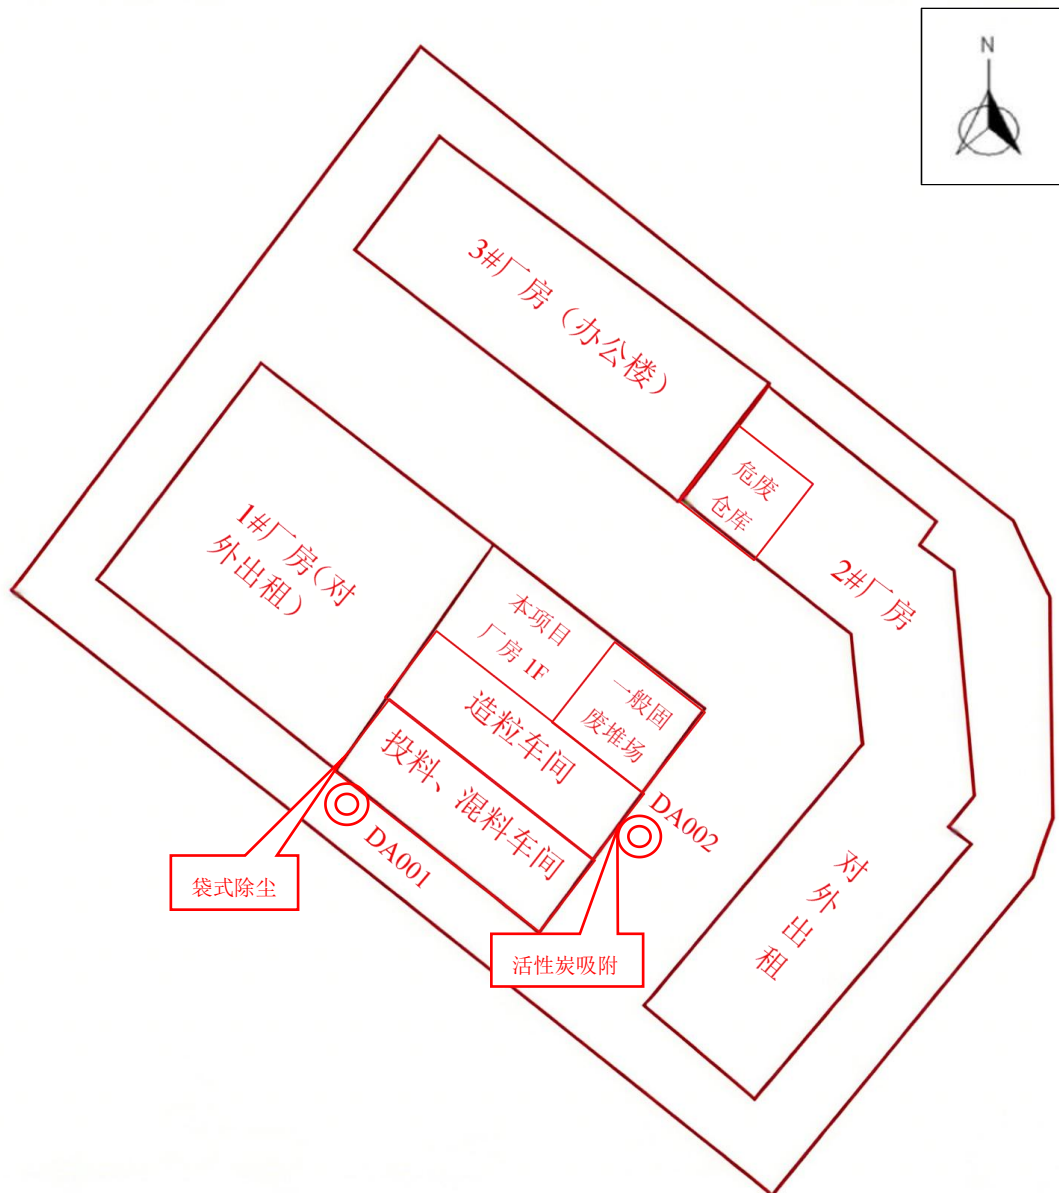 N
3#厂房（办公楼）
危废
仓库
2#厂房
1#厂房(对
外出租）
本项目
厂房 1F
一般固
废堆场
造粒车间
投料、混料车间
DA002
DA001
袋式除尘
活性炭吸附
对外出租